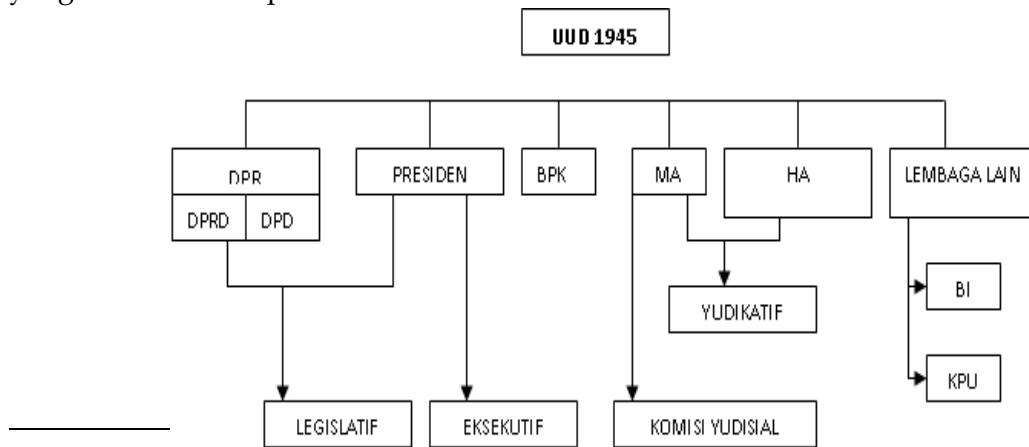 UUD 1945
DPR
PRESIDEN
BPK
MA
HA
LEMBAGA LAIN
DPRD
DPD
BI
YUDIKATIF
KPU
LEGISLATIF
EKSEKUTIF
KOMISI YUDISIAL